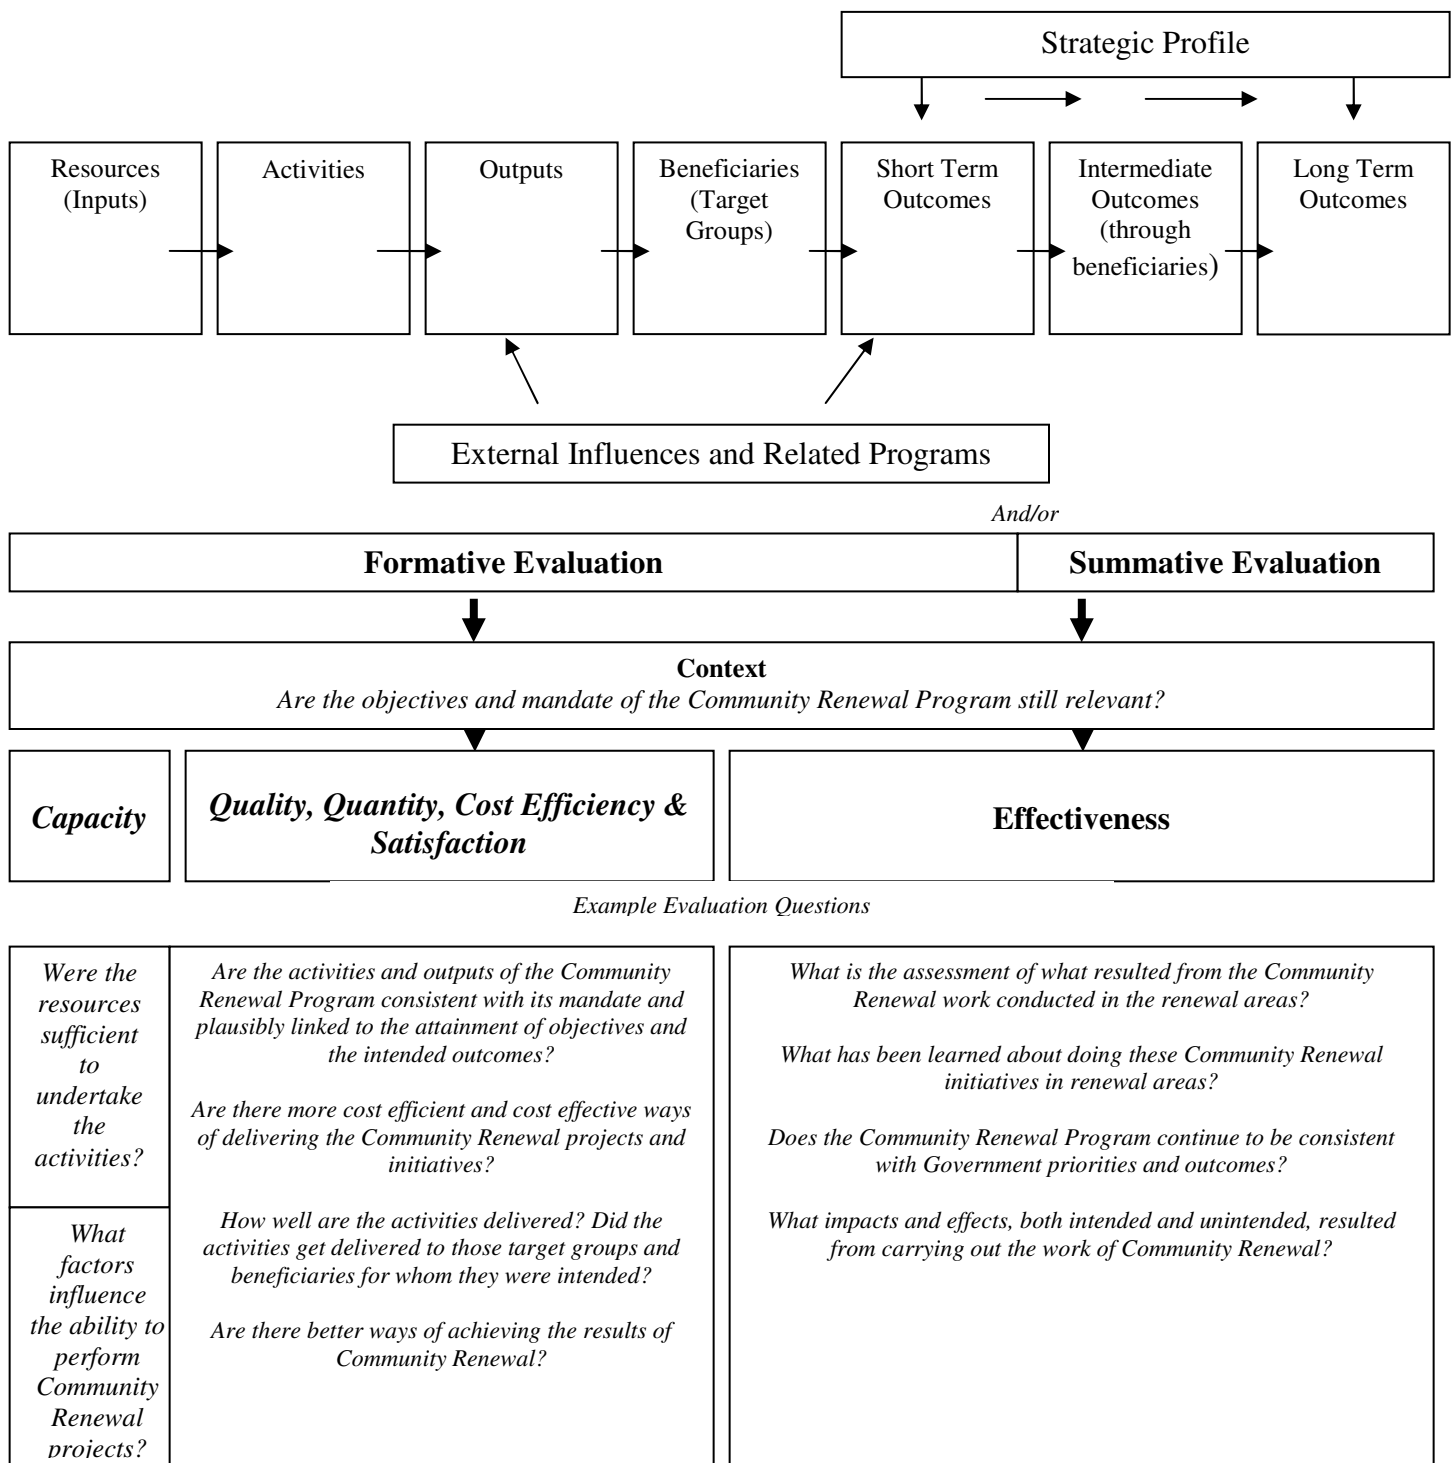 Strategic Profile
Resources
(Inputs)
Activities
Outputs
Beneficiaries
(Target
Groups)
Short Term
Outcomes
Intermediate
Outcomes
(through
beneficiaries)
Long Term
Outcomes
External Influences and Related Programs
And/or
Formative Evaluation
Summative Evaluation
Context
Are the objectives and mandate of the Community Renewal Program still relevant?
Capacity
Quality, Quantity, Cost Efficiency &
Satisfaction
Effectiveness
Example Evaluation Questions
Were the
resources
sufficient
to
undertake
the
activities?
What
factors
influence
the ability to
perform
Community
Renewal
projects?
Are the activities and outputs of the Community
Renewal Program consistent with its mandate and
plausibly linked to the attainment of objectives and
the intended outcomes?
Are there more cost efficient and cost effective ways
of delivering the Community Renewal projects and
initiatives?
How well are the activities delivered? Did the
activities get delivered to those target groups and
beneficiaries for whom they were intended?
Are there better ways of achieving the results of
Community Renewal?
What is the assessment of what resulted from the Community
Renewal work conducted in the renewal areas?
What has been learned about doing these Community Renewal
initiatives in renewal areas?
Does the Community Renewal Program continue to be consistent
with Government priorities and outcomes?
What impacts and effects, both intended and unintended, resulted
from carrying out the work of Community Renewal?